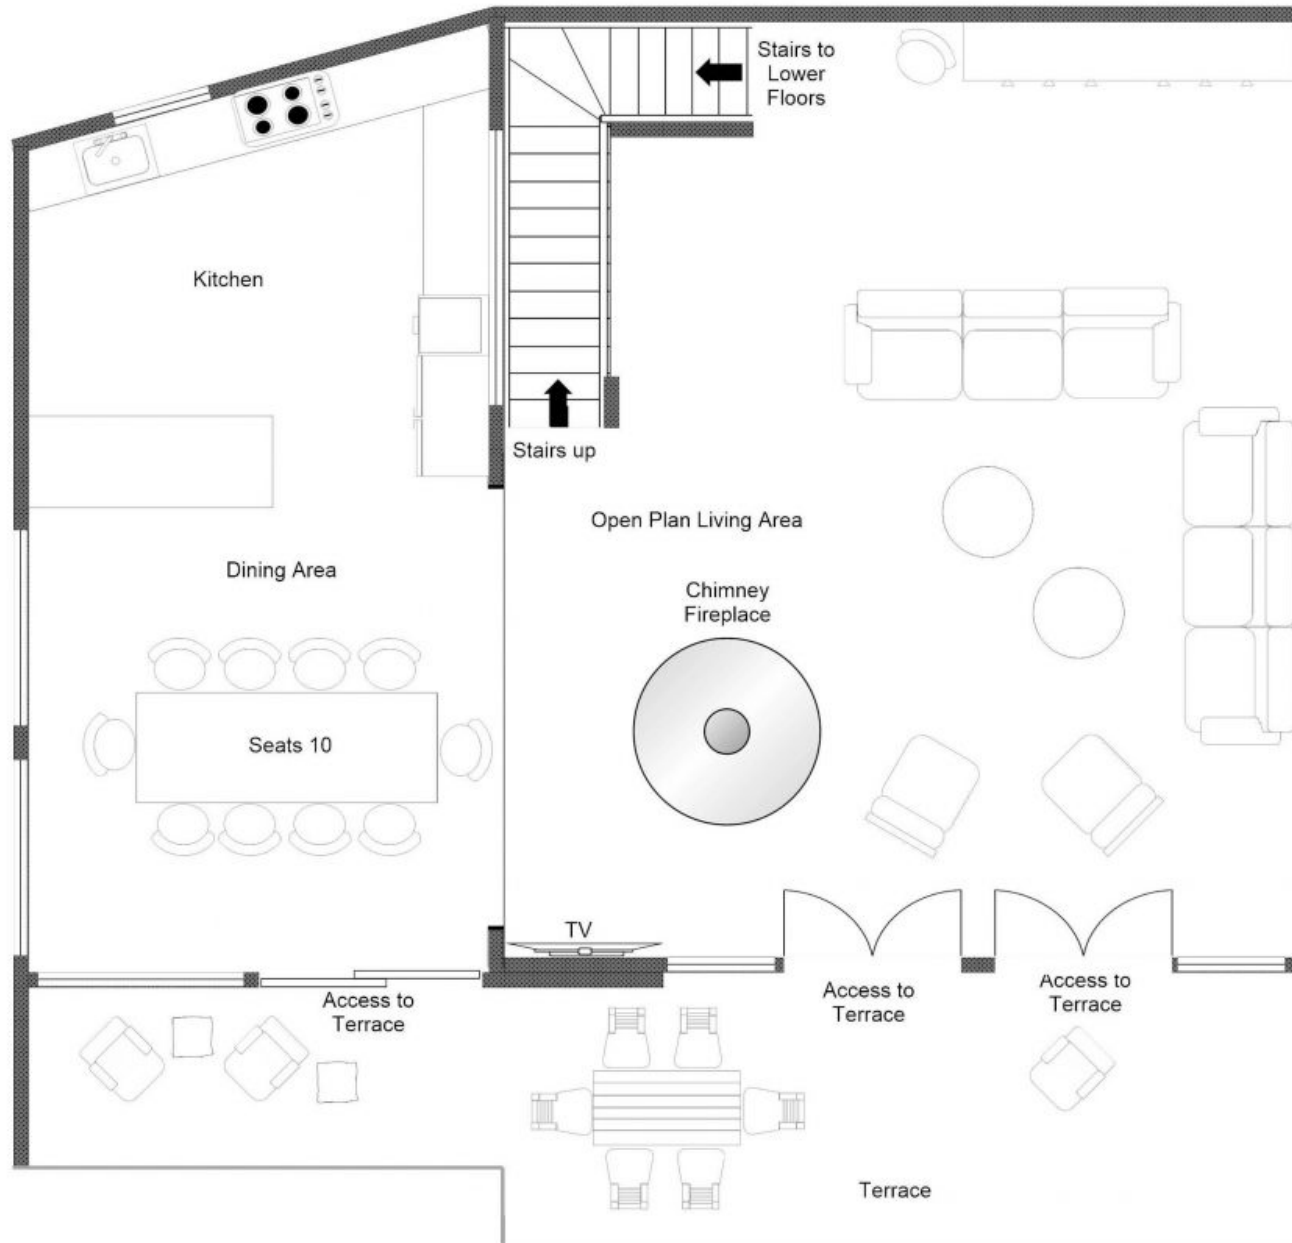 Stairs to
Lower
Floors
Kitchen
Stairs up
Open Plan Living Area
Dining Area
Chimney
Fireplace
Seats 10
TV
Access to
Terrace
Access to
Terrace
Access to
Terrace
Terrace